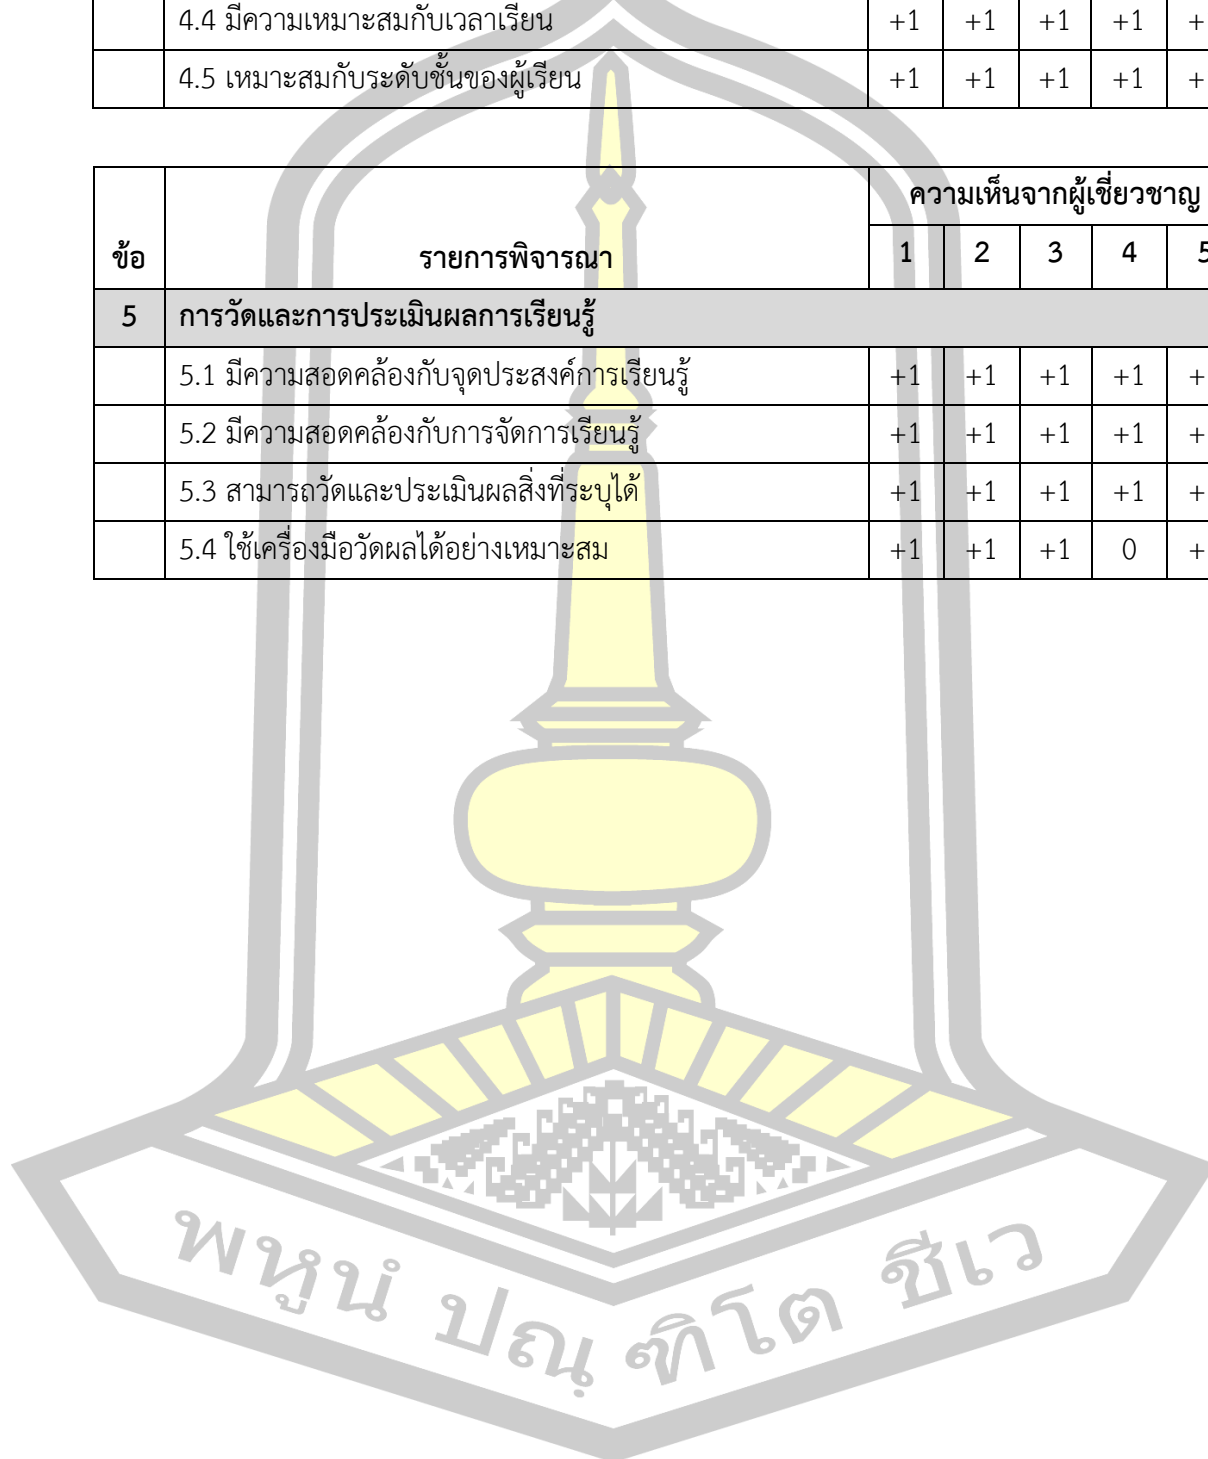 4.4 มีความเหมาะสมกับเวลาเรียน +1 +1 +1 +1 +
4.5 เหมาะสมกับระดับชั้นของผู้เรียน +1 +1 +1 +1 +
ความเห็นจากผู้เชี่ยวชาญ
ข้อ รายการพิจารณา 1 2 3 4 5
5 การวัดและการประเมินผลการเรียนรู้
5.1 มีความสอดคล้องกับจุดประสงค์การเรียนรู้ +1 +1 +1 +1 +
5.2 มีความสอดคล้องกับการจัดการเรียนรู้ +1 +1 +1 +1 +
5.3 สามารถวัดและประเมินผลสิ่งที่ระบุได้ +1 +1 +1 +1 +
5.4 ใช้เครื่องมือวัดผลได้อย่างเหมาะสม +1 +1 +1 0 +
พหูนํ ปณฺฑิโต ชีเว